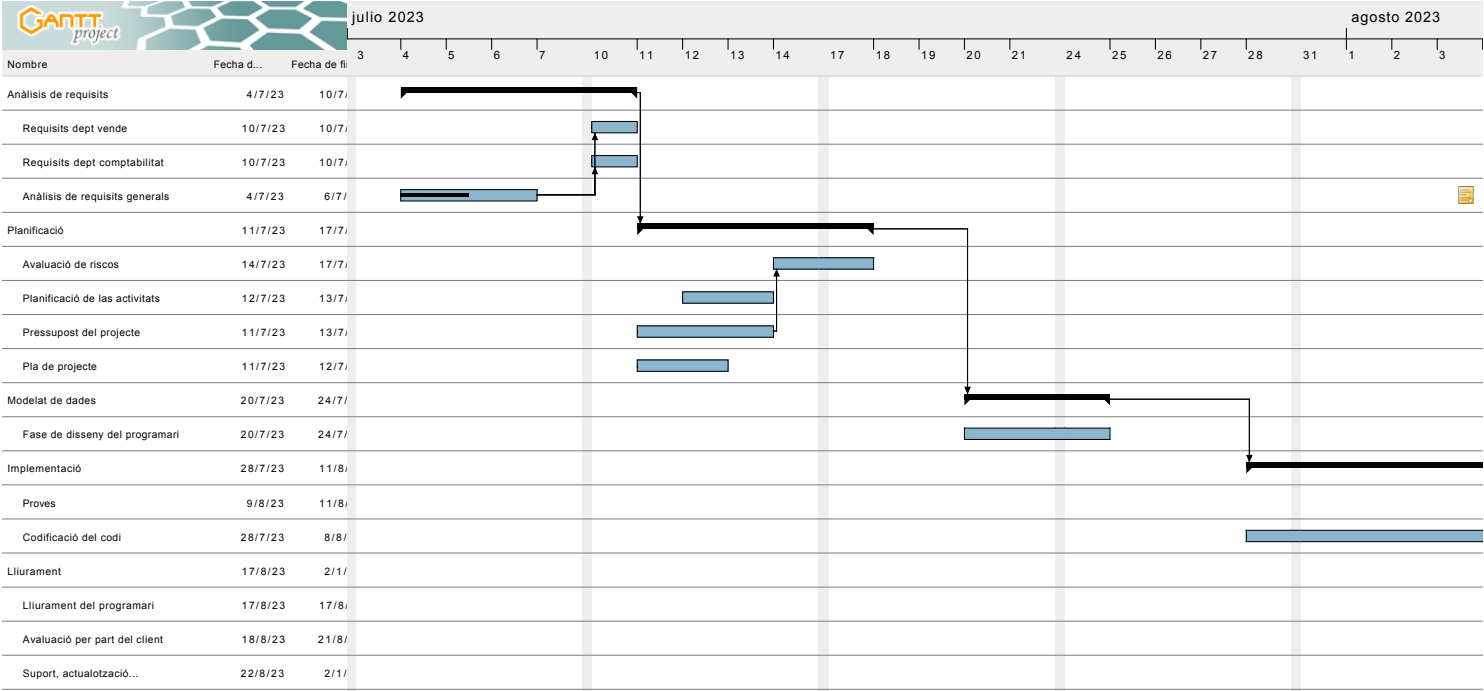 GANTT project
julio 2023 agosto 2023
3 4 5 6 7 10 11 12 13 14 17 18 19 20 21 24 25 26 27 28 31 1 2 3
Nombre Fecha d... Fecha de fi
Anàlisis de requisits 4/7/23 10/7/
Requisits dept vende 10/7/23 10/7/
Requisits dept comptabilitat 10/7/23 10/7/
Anàlisis de requisits generals 4/7/23 6/7/
Planificació 11/7/23 17/7/
Avaluació de riscos 14/7/23 17/7/
Planificació de las activitats 12/7/23 13/7/
Pressupost del projecte 11/7/23 13/7/
Pla de projecte 11/7/23 12/7/
Modelat de dades 20/7/23 24/7/
Fase de disseny del programari 20/7/23 24/7/
Implementació 28/7/23 11/8/
Proves 9/8/23 11/8/
Codificació del codi 28/7/23 8/8/
Lliurament 17/8/23 2/1/
Lliurament del programari 17/8/23 17/8/
Avaluació per part del client 18/8/23 21/8/
Suport, actualotzació... 22/8/23 2/1/